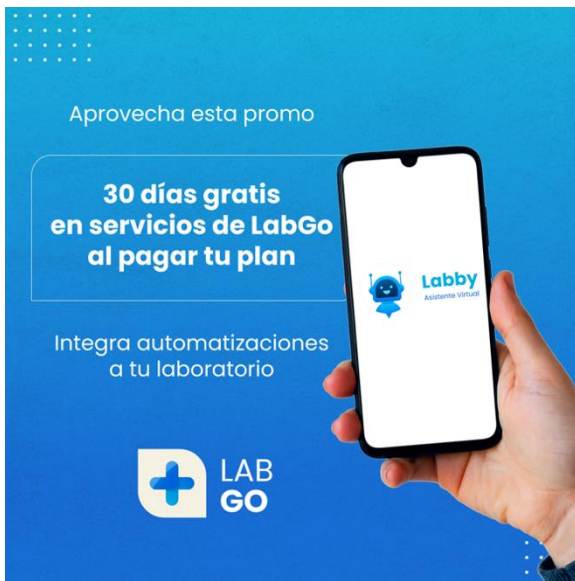 Aprovecha esta promo
30 días gratis
en servicios de LabGo
al pagar tu plan
Labby
Asistente Virtual
Integra automatizaciones
a tu laboratorio
LAB
GO